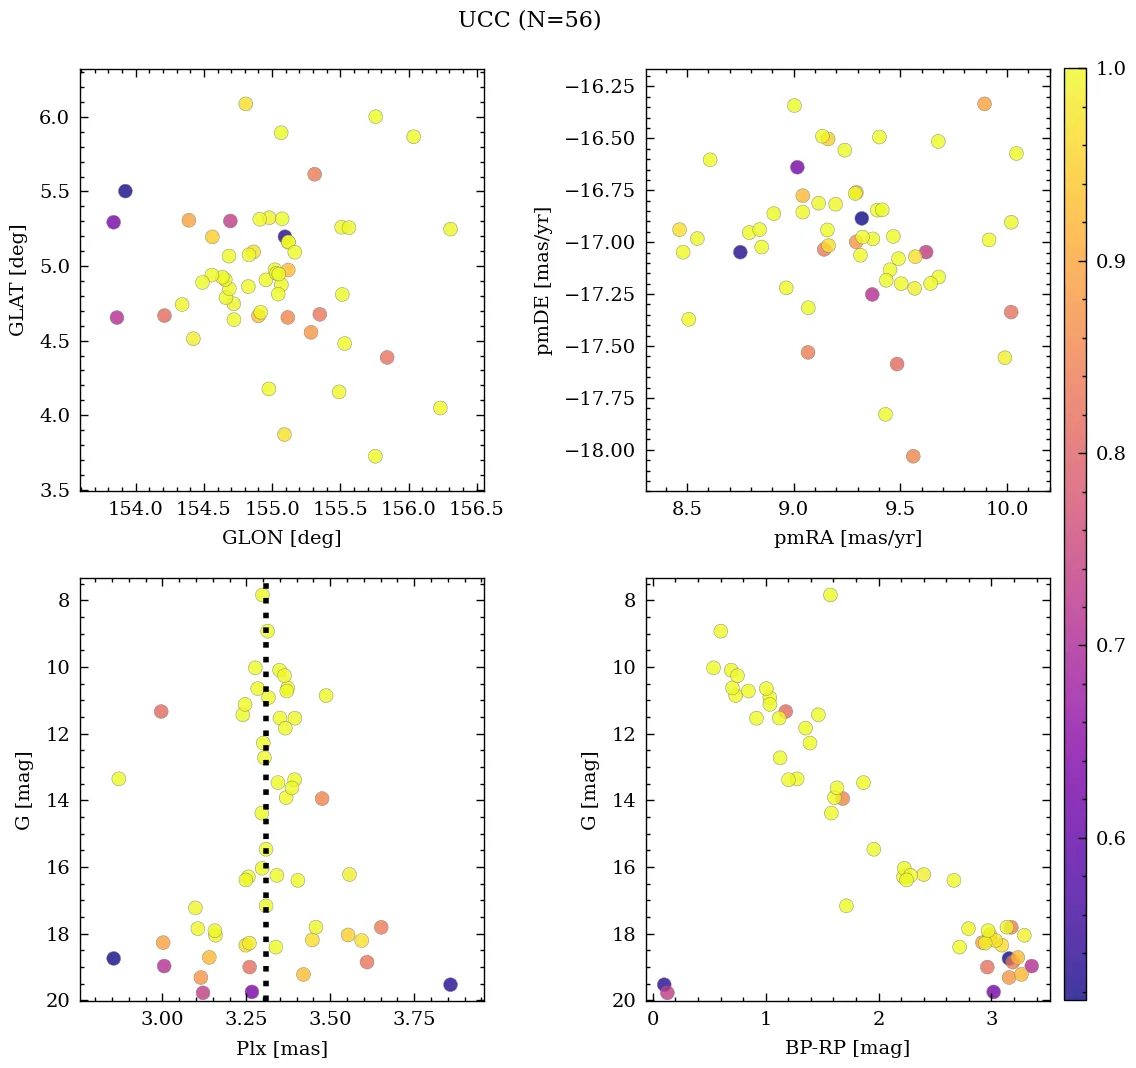 UCC (N=56)
6.0
5.5
5.0
4.5
4.0
3.5
GLAT [deg]
154.0 154.5 155.0 155.5 156.0 156.5
GLON [deg]
−16.25
−16.50
−16.75
−17.00
−17.25
−17.50
−17.75
−18.00
pmDE [mas/yr]
8.5 9.0 9.5 10.0
pmRA [mas/yr]
1.0
0.9
0.8
0.7
0.6
8
10
12
14
16
18
20
G [mag]
3.00 3.25 3.50 3.75
Plx [mas]
8
10
12
14
16
18
20
G [mag]
0 1 2 3
BP-RP [mag]